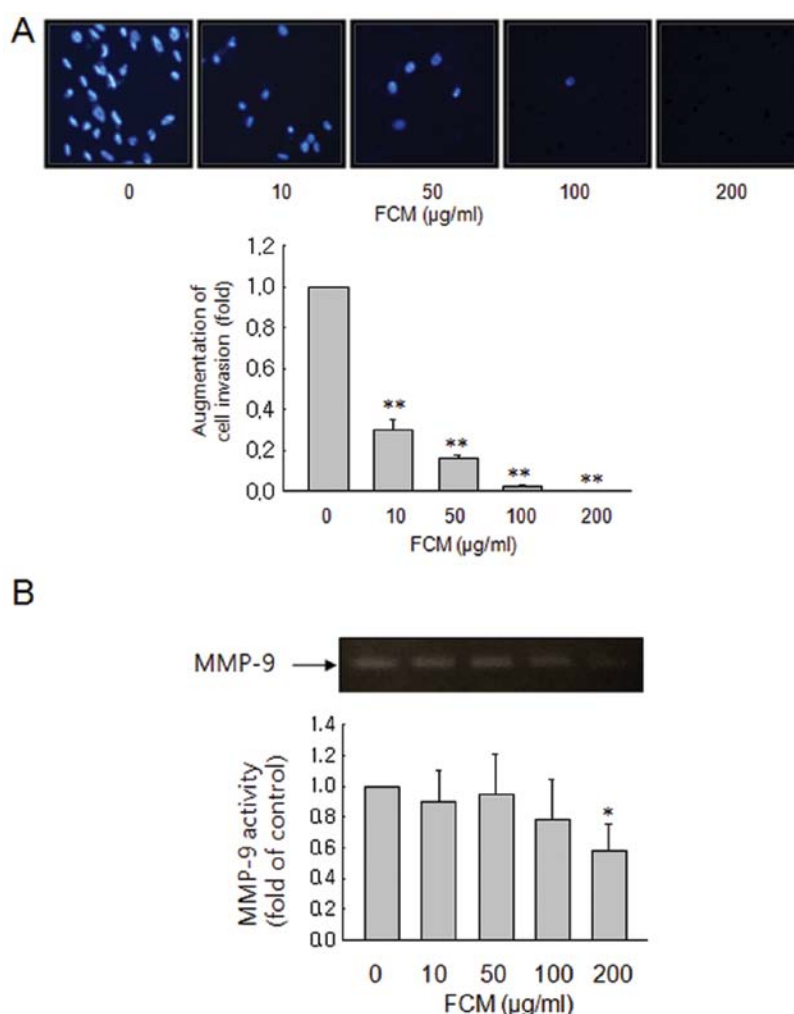 A
0 10 50 100 200
FCM (µg/ml)
Augmentation of
cell invasion (fold)
1.2
1.0
0.8
0.6
0.4
0.2
0.0
**
**
**
**
0 10 50 100 200
FCM (µg/ml)
B
MMP-9
MMP-9 activity
(fold of control)
1.4
1.2
1.0
0.8
0.6
0.4
0.2
0.0
*
0 10 50 100 200
FCM (µg/ml)